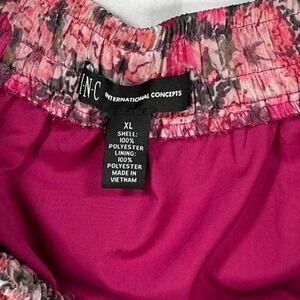 I·N·C INTERNATIONAL CONCEPTS
XL
SHELL:
100%
POLYESTER
LINING:
100%
POLYESTER
MADE IN
VIETNAM